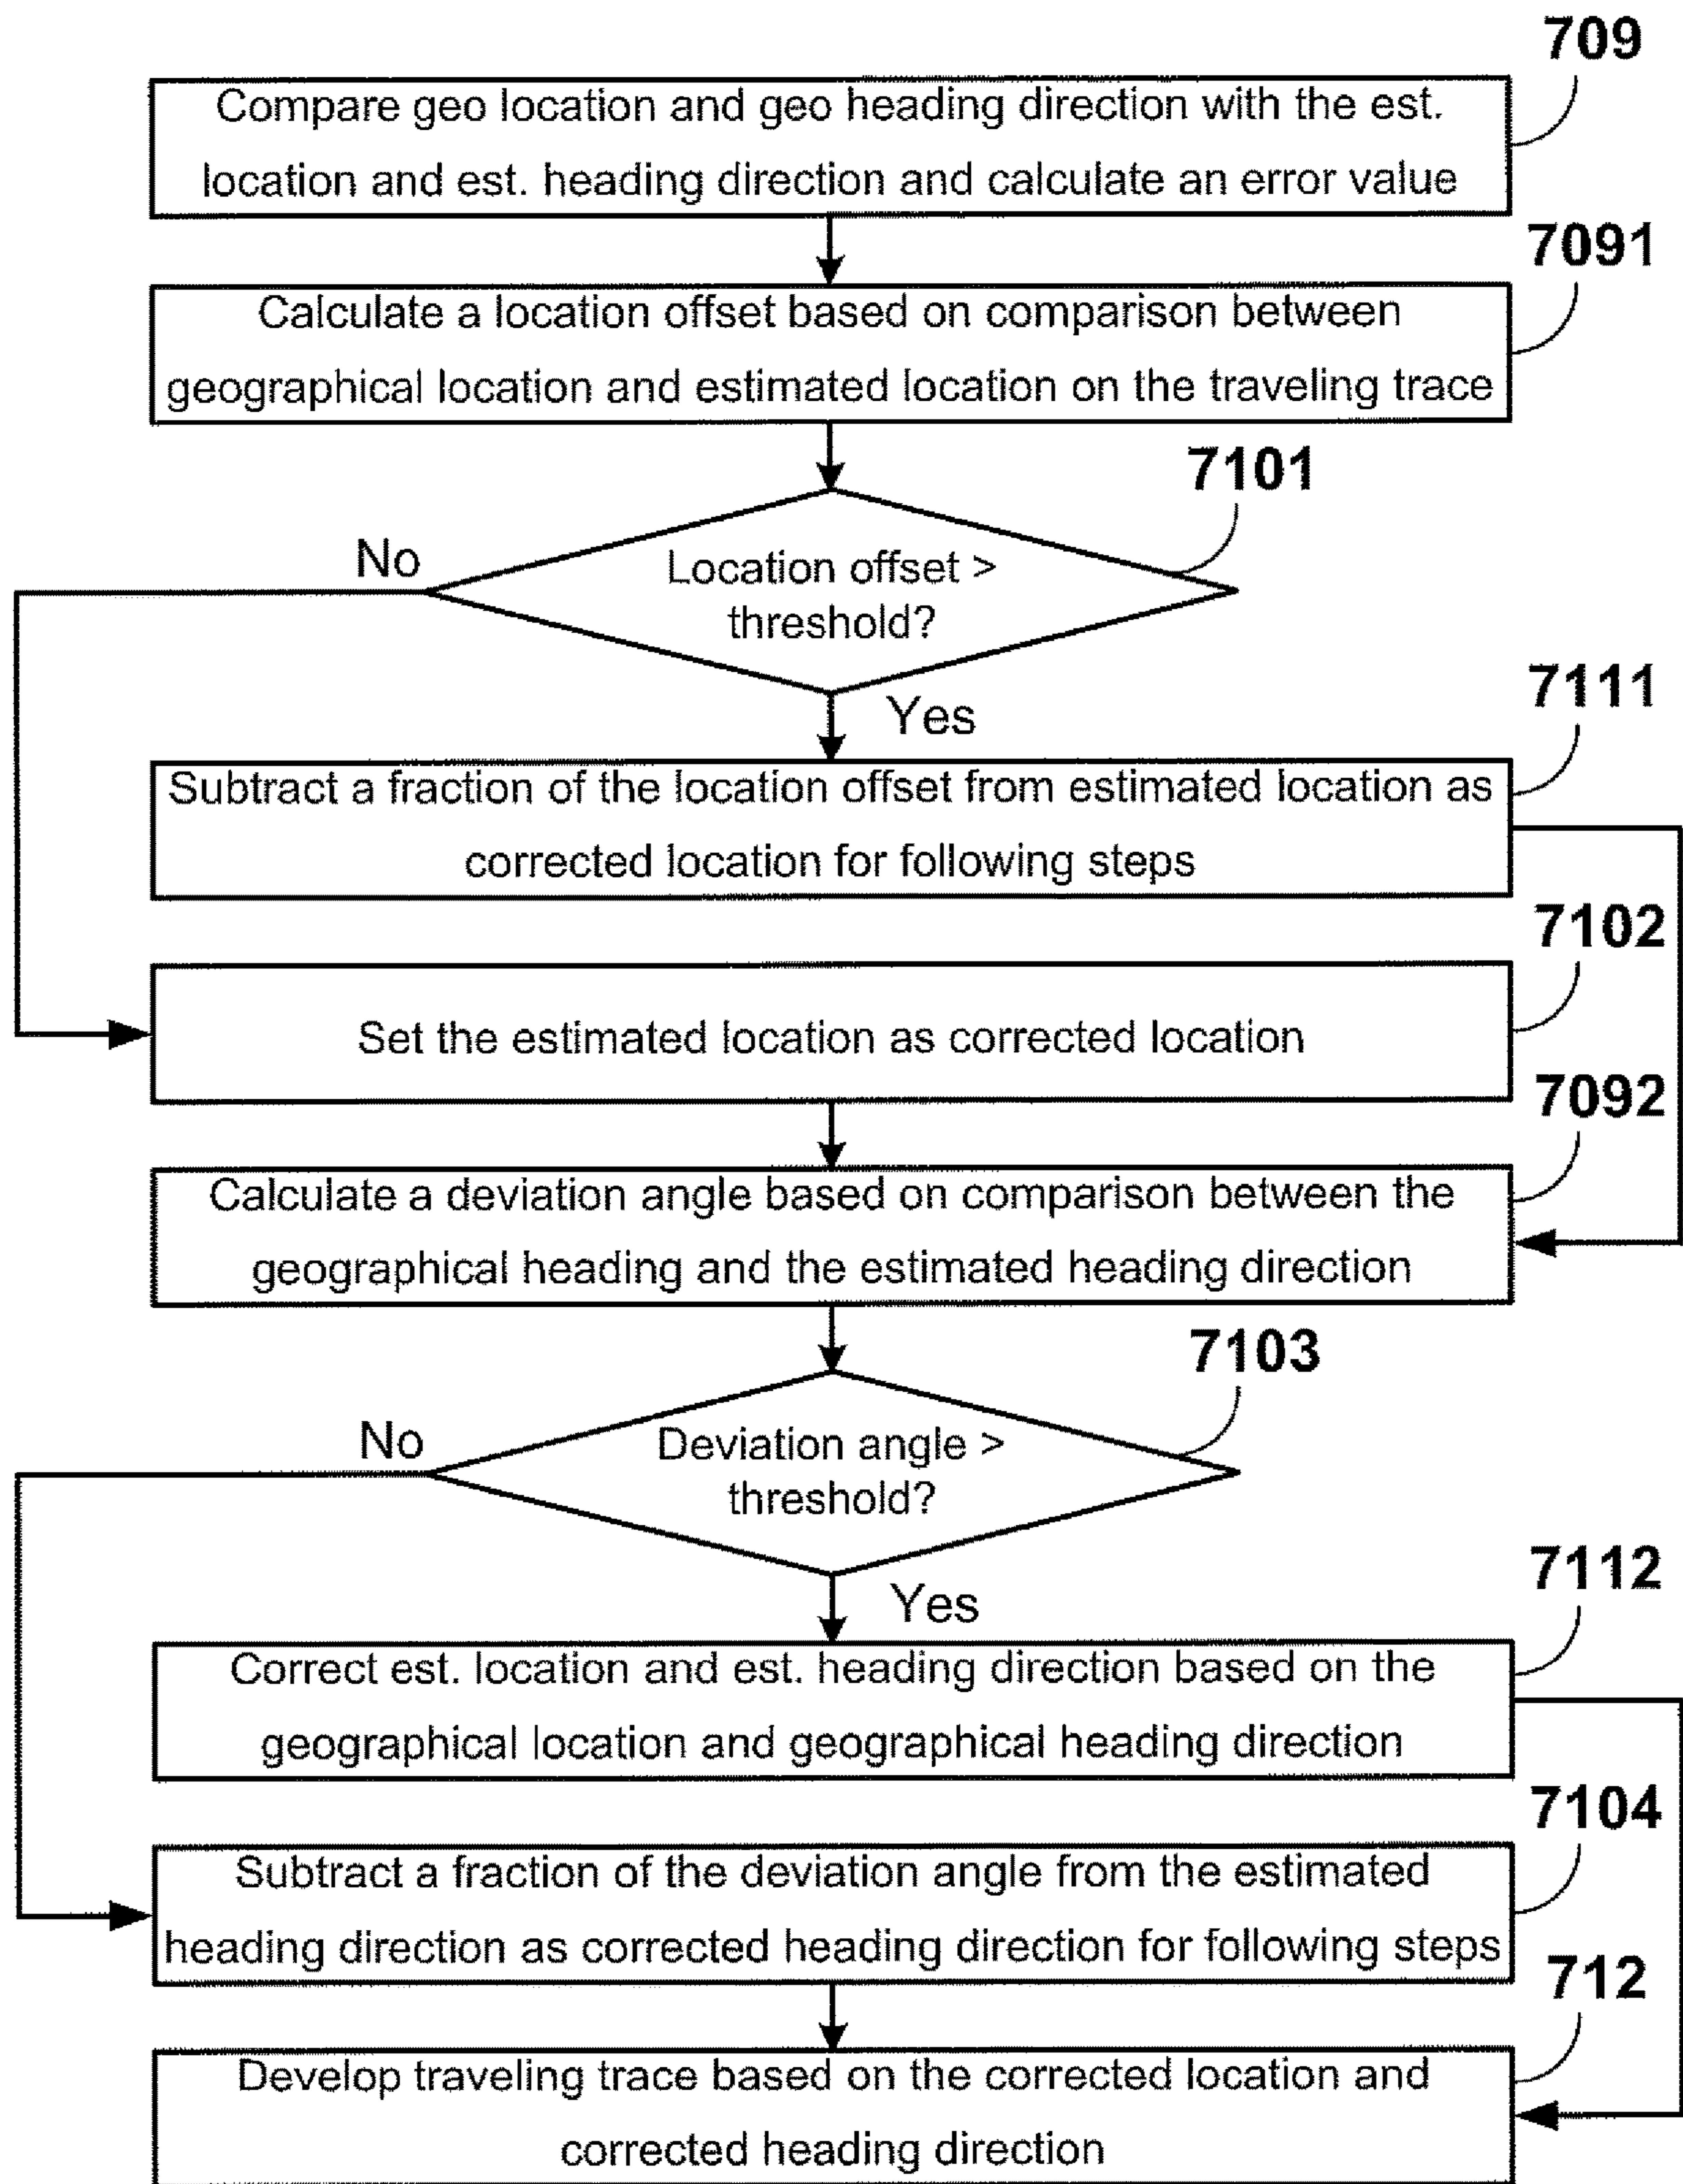 709
Compare geo location and geo heading direction with the est.
location and est. heading direction and calculate an error value
7091
Calculate a location offset based on comparison between
geographical location and estimated location on the traveling trace
7101
No
Location offset >
threshold?
Yes
7111
Subtract a fraction of the location offset from estimated location as
corrected location for following steps
7102
Set the estimated location as corrected location
7092
Calculate a deviation angle based on comparison between the
geographical heading and the estimated heading direction
7103
No
Deviation angle >
threshold?
Yes
7112
Correct est. location and est. heading direction based on the
geographical location and geographical heading direction
7104
Subtract a fraction of the deviation angle from the estimated
heading direction as corrected heading direction for following steps
712
Develop traveling trace based on the corrected location and
corrected heading direction